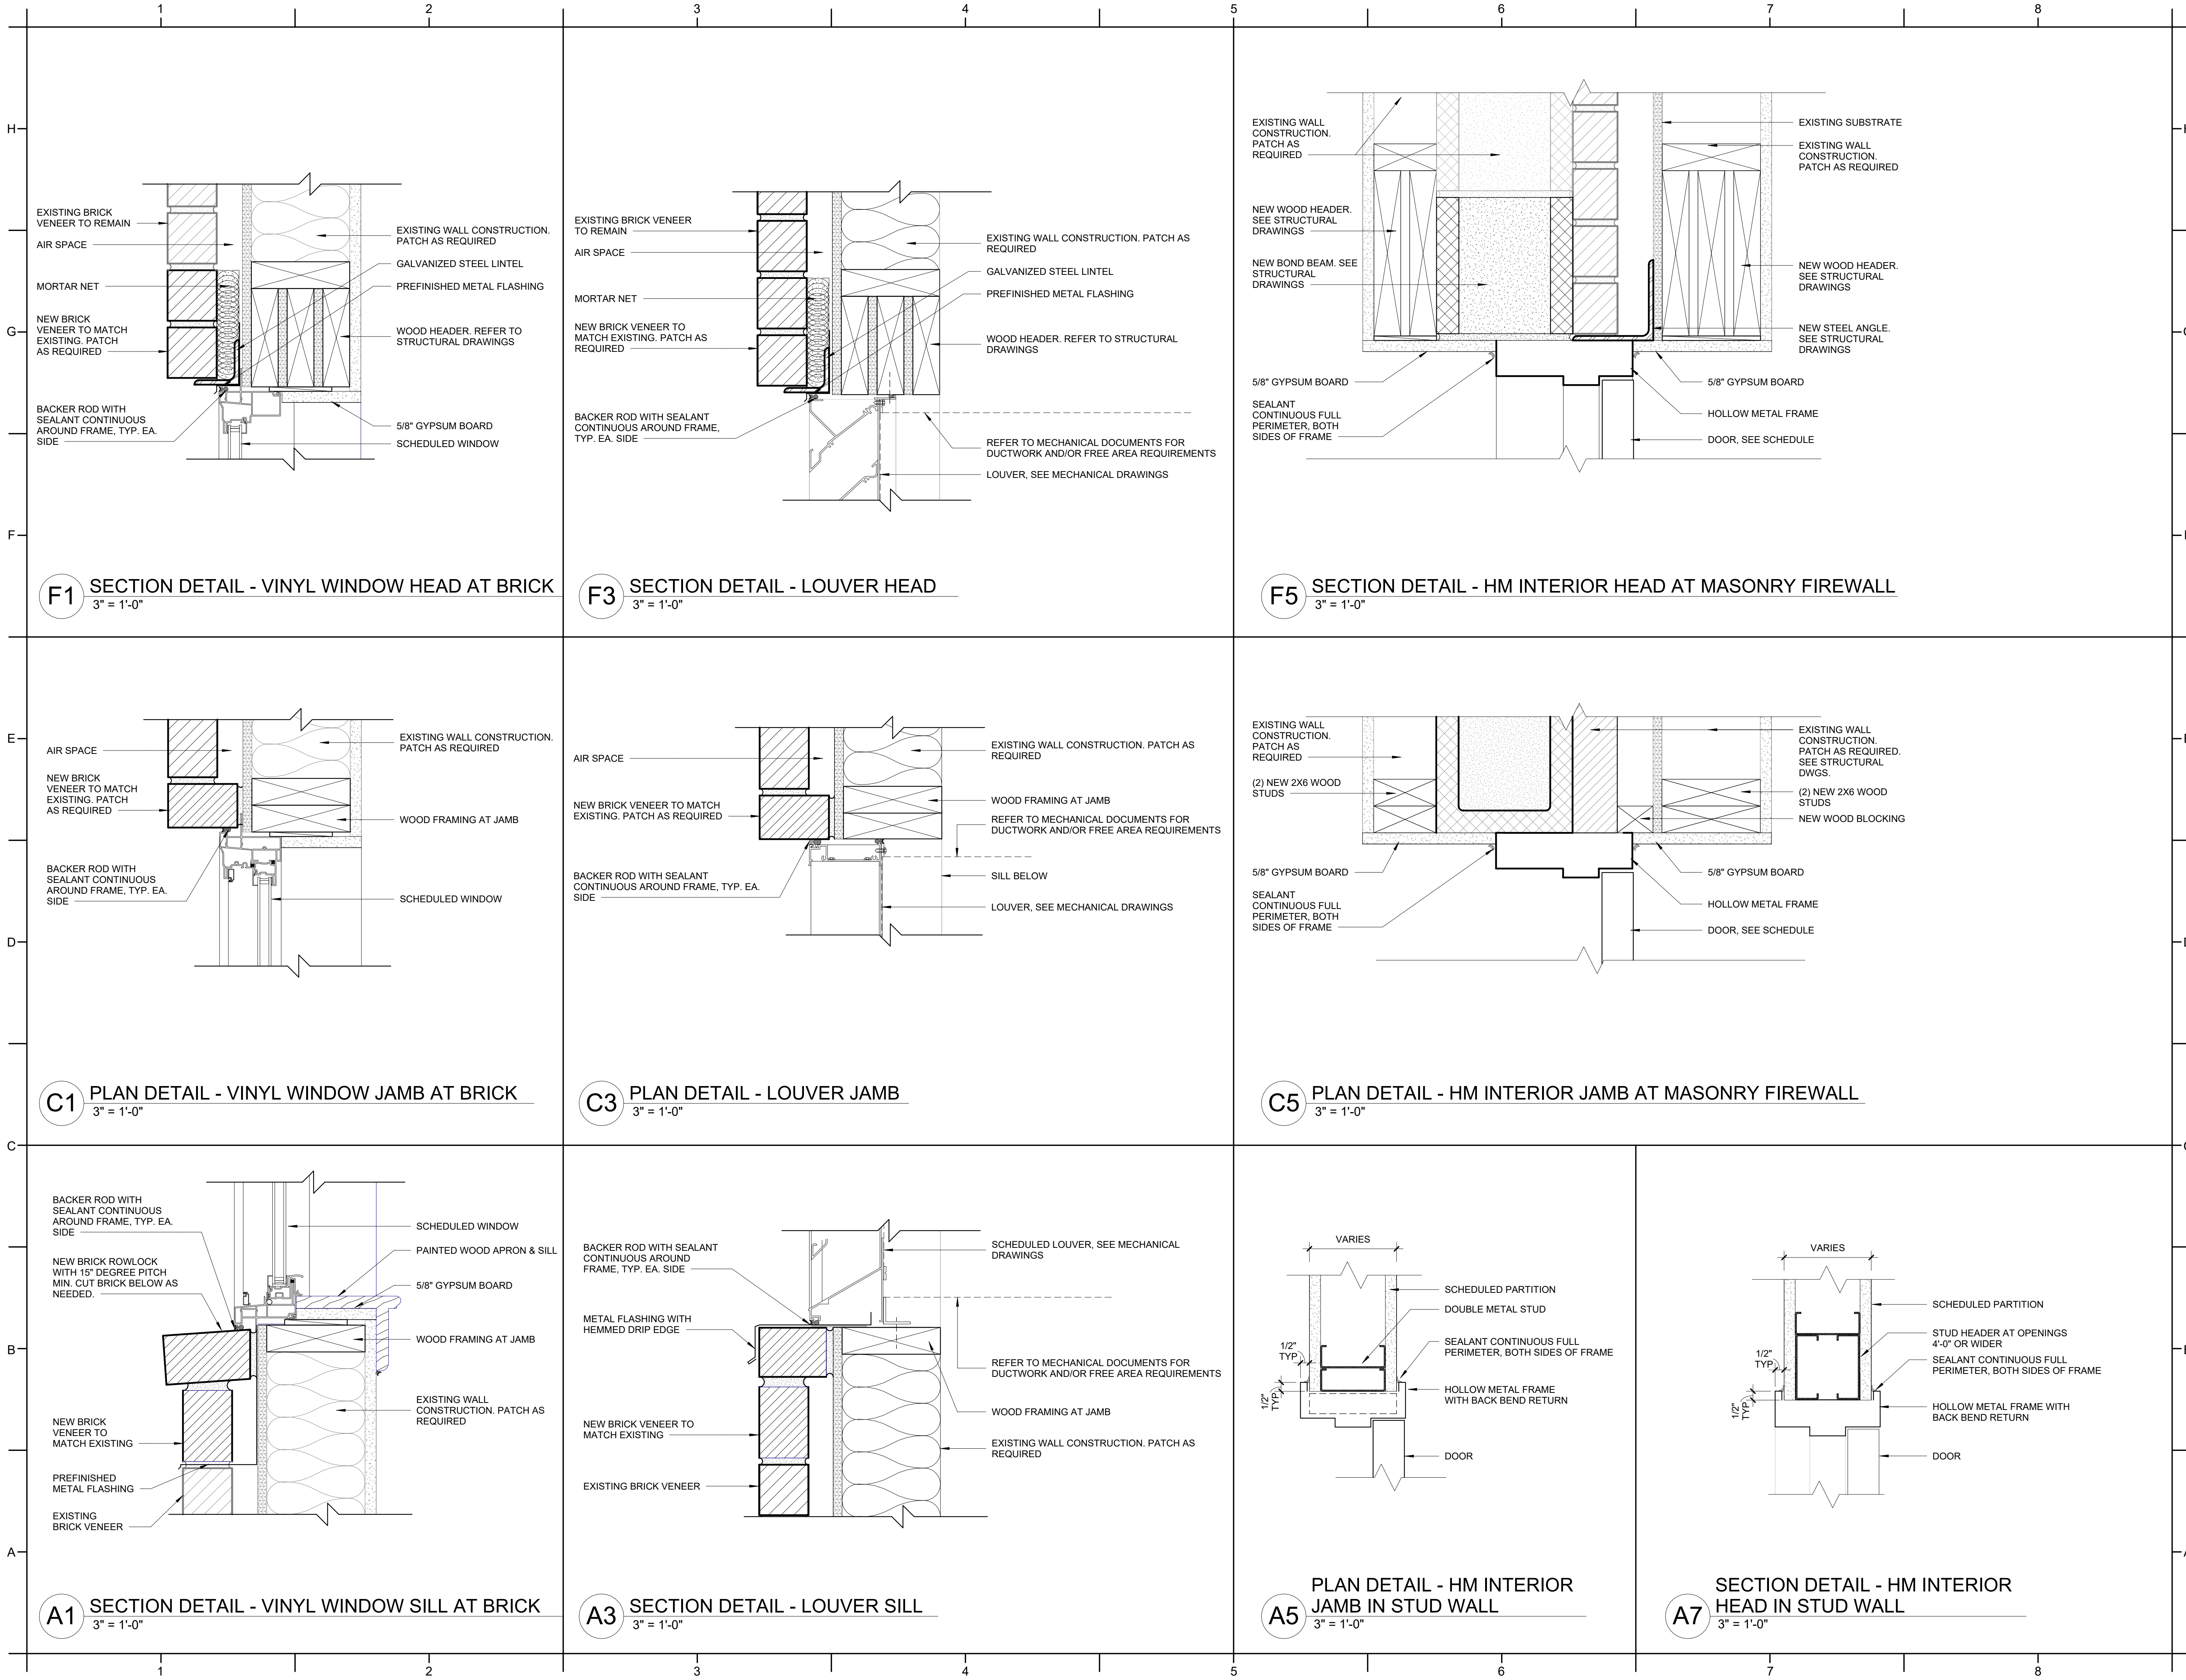 1 2 3 4 5 6 7 8
H
G
F
E
D
C
B
A
EXISTING BRICK
VENEER TO REMAIN
AIR SPACE
MORTAR NET
NEW BRICK
VENEER TO MATCH
EXISTING. PATCH
AS REQUIRED
BACKER ROD WITH
SEALANT CONTINUOUS
AROUND FRAME, TYP. EA.
SIDE
EXISTING WALL CONSTRUCTION.
PATCH AS REQUIRED
GALVANIZED STEEL LINTEL
PREFINISHED METAL FLASHING
WOOD HEADER. REFER TO
STRUCTURAL DRAWINGS
5/8" GYPSUM BOARD
SCHEDULED WINDOW
F1 SECTION DETAIL - VINYL WINDOW HEAD AT BRICK
3" = 1'-0"
EXISTING BRICK VENEER
TO REMAIN
AIR SPACE
MORTAR NET
NEW BRICK VENEER TO
MATCH EXISTING. PATCH AS
REQUIRED
BACKER ROD WITH SEALANT
CONTINUOUS AROUND FRAME,
TYP. EA. SIDE
EXISTING WALL CONSTRUCTION. PATCH AS
REQUIRED
GALVANIZED STEEL LINTEL
PREFINISHED METAL FLASHING
WOOD HEADER. REFER TO STRUCTURAL
DRAWINGS
REFER TO MECHANICAL DOCUMENTS FOR
DUCTWORK AND/OR FREE AREA REQUIREMENTS
LOUVER, SEE MECHANICAL DRAWINGS
F3 SECTION DETAIL - LOUVER HEAD
3" = 1'-0"
EXISTING WALL
CONSTRUCTION.
PATCH AS
REQUIRED
NEW WOOD HEADER.
SEE STRUCTURAL
DRAWINGS
NEW BOND BEAM. SEE
STRUCTURAL
DRAWINGS
5/8" GYPSUM BOARD
SEALANT
CONTINUOUS FULL
PERIMETER, BOTH
SIDES OF FRAME
EXISTING SUBSTRATE
EXISTING WALL
CONSTRUCTION.
PATCH AS REQUIRED
NEW WOOD HEADER.
SEE STRUCTURAL
DRAWINGS
NEW STEEL ANGLE.
SEE STRUCTURAL
DRAWINGS
5/8" GYPSUM BOARD
HOLLOW METAL FRAME
DOOR, SEE SCHEDULE
F5 SECTION DETAIL - HM INTERIOR HEAD AT MASONRY FIREWALL
3" = 1'-0"
AIR SPACE
NEW BRICK
VENEER TO MATCH
EXISTING. PATCH
AS REQUIRED
BACKER ROD WITH
SEALANT CONTINUOUS
AROUND FRAME, TYP. EA.
SIDE
EXISTING WALL CONSTRUCTION.
PATCH AS REQUIRED
WOOD FRAMING AT JAMB
SCHEDULED WINDOW
C1 PLAN DETAIL - VINYL WINDOW JAMB AT BRICK
3" = 1'-0"
AIR SPACE
NEW BRICK VENEER TO MATCH
EXISTING. PATCH AS REQUIRED
BACKER ROD WITH SEALANT
CONTINUOUS AROUND FRAME, TYP. EA.
SIDE
EXISTING WALL CONSTRUCTION. PATCH AS
REQUIRED
WOOD FRAMING AT JAMB
REFER TO MECHANICAL DOCUMENTS FOR
DUCTWORK AND/OR FREE AREA REQUIREMENTS
SILL BELOW
LOUVER, SEE MECHANICAL DRAWINGS
C3 PLAN DETAIL - LOUVER JAMB
3" = 1'-0"
EXISTING WALL
CONSTRUCTION.
PATCH AS
REQUIRED
(2) NEW 2X6 WOOD
STUDS
5/8" GYPSUM BOARD
SEALANT
CONTINUOUS FULL
PERIMETER, BOTH
SIDES OF FRAME
EXISTING WALL
CONSTRUCTION.
PATCH AS REQUIRED.
SEE STRUCTURAL
DWGS.
(2) NEW 2X6 WOOD
STUDS
NEW WOOD BLOCKING
5/8" GYPSUM BOARD
HOLLOW METAL FRAME
DOOR, SEE SCHEDULE
C5 PLAN DETAIL - HM INTERIOR JAMB AT MASONRY FIREWALL
3" = 1'-0"
BACKER ROD WITH
SEALANT CONTINUOUS
AROUND FRAME, TYP. EA.
SIDE
NEW BRICK ROWLOCK
WITH 15" DEGREE PITCH
MIN. CUT BRICK BELOW AS
NEEDED.
NEW BRICK
VENEER TO
MATCH EXISTING
PREFINISHED
METAL FLASHING
EXISTING
BRICK VENEER
SCHEDULED WINDOW
PAINTED WOOD APRON & SILL
5/8" GYPSUM BOARD
WOOD FRAMING AT JAMB
EXISTING WALL
CONSTRUCTION. PATCH AS
REQUIRED
A1 SECTION DETAIL - VINYL WINDOW SILL AT BRICK
3" = 1'-0"
BACKER ROD WITH SEALANT
CONTINUOUS AROUND
FRAME, TYP. EA. SIDE
METAL FLASHING WITH
HEMMED DRIP EDGE
NEW BRICK VENEER TO
MATCH EXISTING
EXISTING BRICK VENEER
SCHEDULED LOUVER, SEE MECHANICAL
DRAWINGS
REFER TO MECHANICAL DOCUMENTS FOR
DUCTWORK AND/OR FREE AREA REQUIREMENTS
WOOD FRAMING AT JAMB
EXISTING WALL CONSTRUCTION. PATCH AS
REQUIRED
A3 SECTION DETAIL - LOUVER SILL
3" = 1'-0"
VARIES
1/2"
TYP.
1/2"
TYP.
SCHEDULED PARTITION
DOUBLE METAL STUD
SEALANT CONTINUOUS FULL
PERIMETER, BOTH SIDES OF FRAME
HOLLOW METAL FRAME
WITH BACK BEND RETURN
DOOR
A5 PLAN DETAIL - HM INTERIOR
JAMB IN STUD WALL
3" = 1'-0"
VARIES
1/2"
TYP.
1/2"
TYP.
SCHEDULED PARTITION
STUD HEADER AT OPENINGS
4'-0" OR WIDER
SEALANT CONTINUOUS FULL
PERIMETER, BOTH SIDES OF FRAME
HOLLOW METAL FRAME WITH
BACK BEND RETURN
DOOR
A7 SECTION DETAIL - HM INTERIOR
HEAD IN STUD WALL
3" = 1'-0"
1 2 3 4 5 6 7 8